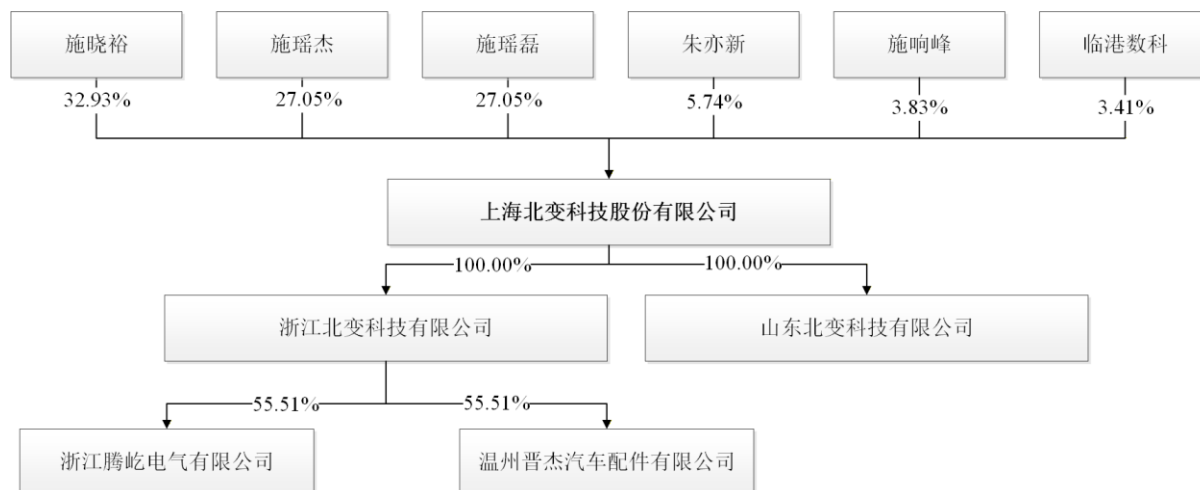 施晓裕
施瑶杰
施瑶磊
朱亦新
施响峰
临港数科
32.93%
27.05%
27.05%
5.74%
3.83%
3.41%
上海北变科技股份有限公司
100.00%
100.00%
浙江北变科技有限公司
山东北变科技有限公司
55.51%
55.51%
浙江腾屹电气有限公司
温州晋杰汽车配件有限公司